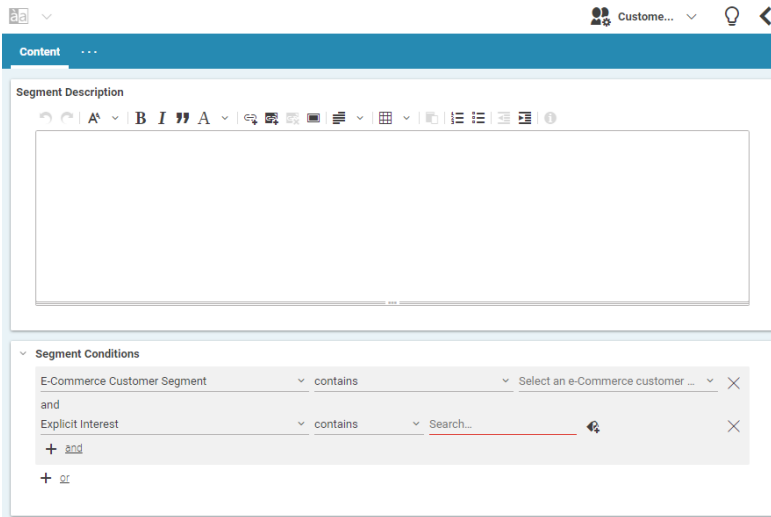 àa Custome...
Content ...
Segment Description
B I A
Segment Conditions
E-Commerce Customer Segment contains Select an e-Commerce customer ...
and
Explicit Interest contains Search...
+ and
+ or